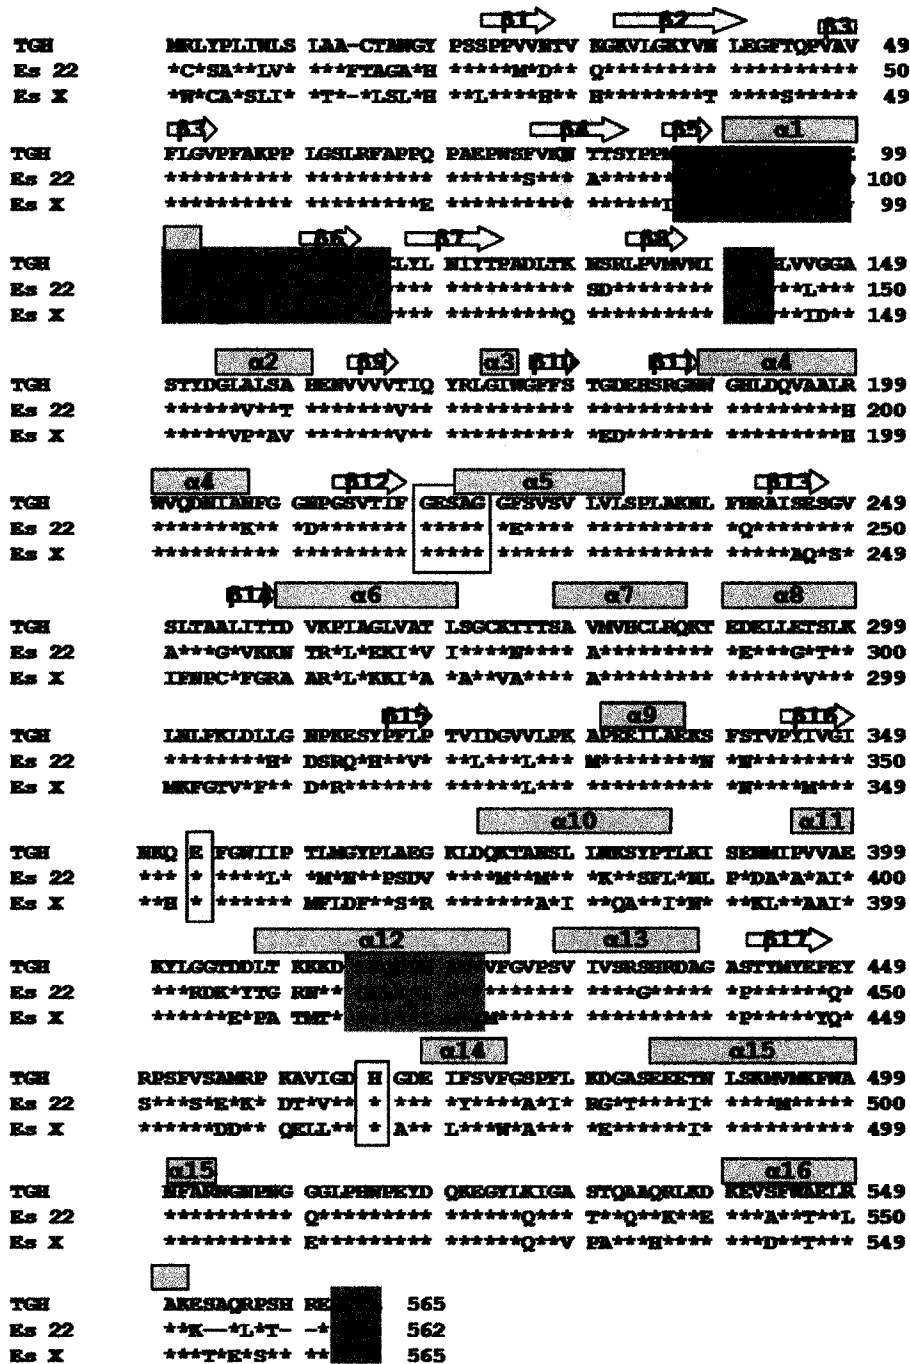 β1 β2 β3
TGH MRLYPLIWLS LAA-CTAWGY PSSPPVVNTV KGKVLGKYVN LEGFTQPVAV 49
Es 22 *C*SA**LV* ***FTAGA*H *****M*D** Q********* ********** 50
Es X *W*CA*SLI* *T*-*LSL*H **L****H** H********T ****S***** 49
β3 β4 β5 α1
TGH FLGVPFAKPP LGSLRFAPPQ PAEPWSFVKN TTSYPPM E 99
Es 22 ********** ********** ******S*** A***** * 100
Es X ********** *********E ********** ******I * 99
β6 β7 β8
TGH LYL NIYTPADLTK NSRLPVMVWI LVVGGA 149
Es 22 *** ********** SD******** ***L** 150
Es X *** *********Q ********** **ID** 149
α2 β9 α3 β10 β11 α4
TGH STYDGLALSA HENVVVVTIQ YRLGIWGFFS TGDEHSRGNW GHLDQVAALR 199
Es 22 ******V**T *******V** ********** ********** *********H 200
Es X *****VP*AV *******V** ********** *ED******* *********H 199
α4 β12 α5 β13
TGH WVQDNIANFG GNPGSVTIF GESAG GFSVSV LVLSPLAKNL FHRAISESGV 249
Es 22 *******K** *D******* ***** *E**** ********** *Q******** 250
Es X ********** ********* ***** ****** ********** *****AQ*S* 249
β14 α6 α7 α8
TGH SLTAALITTD VKPIAGLVAT LSGCKTTTSA VMVHCLRQKT EDELLETSLK 299
Es 22 A***G*VKKN TR*L*EKI*V I****N**** A********* *E***G*T** 300
Es X IFNPC*FGRA AR*L*KKI*A *A**VA**** A********* ******V*** 299
β15 α9 β16
TGH LNLFKLDLLG NPKESYPFLP TVIDGVVLPK APEEILAEKS FSTVPYIVGI 349
Es 22 ********H* DSRQ*H**V* **L***L*** M********N *N******** 350
Es X MKFGTV*F** D*R******* ******L*** ********** *N****M*** 349
α10 α11
TGH NKQ E FGWIIP TLMGYPLAEG KLDQKTANSL LWKSYPTLKI SENMIPVVAE 399
Es 22 *** * ****L* *M*N**PSDV ****M**M** **K**SFL*NL P*DA*A*AI* 400
Es X **H * ****** MFLDF**S*R *******A*I **QA**I*N* **KL**AAI* 399
α12 α13 β17
TGH KYLGGTDDLT KKKD VFGVPSV IVSRSHRDAG ASTYMYEFEY 449
Es 22 ***RDK*YTG RN** ******* ****G***** *P******Q* 450
Es X ******E*PA TMT* M****** ********** *P*****YQ* 449
α14 α15
TGH RPSFVSAMRP KAVIGD H GDE IFSVFGSPFL KDGASEEETN LSKMVMKFWA 499
Es 22 S***S*E*K* DT*V** * *** *Y****A*I* RG*T***I** ****M***** 500
Es X ******DD** QELL** * A** L***W*A*** *E*****I** ********** 499
α15 α16
TGH NFARNGNPNG GGLPHWPEYD QKEGYLKIGA STQAAQRLKD KEVSFWAELR 549
Es 22 ********** Q********* ******Q*** T**Q**K**E ***A**T**L 550
Es X ********** E********* ******Q**V PA***H**** ***D**T*** 549
TGH AKESAQRPSH RE 565
Es 22 **K--*L*T- -* 562
Es X ***T*E*S** ** 565